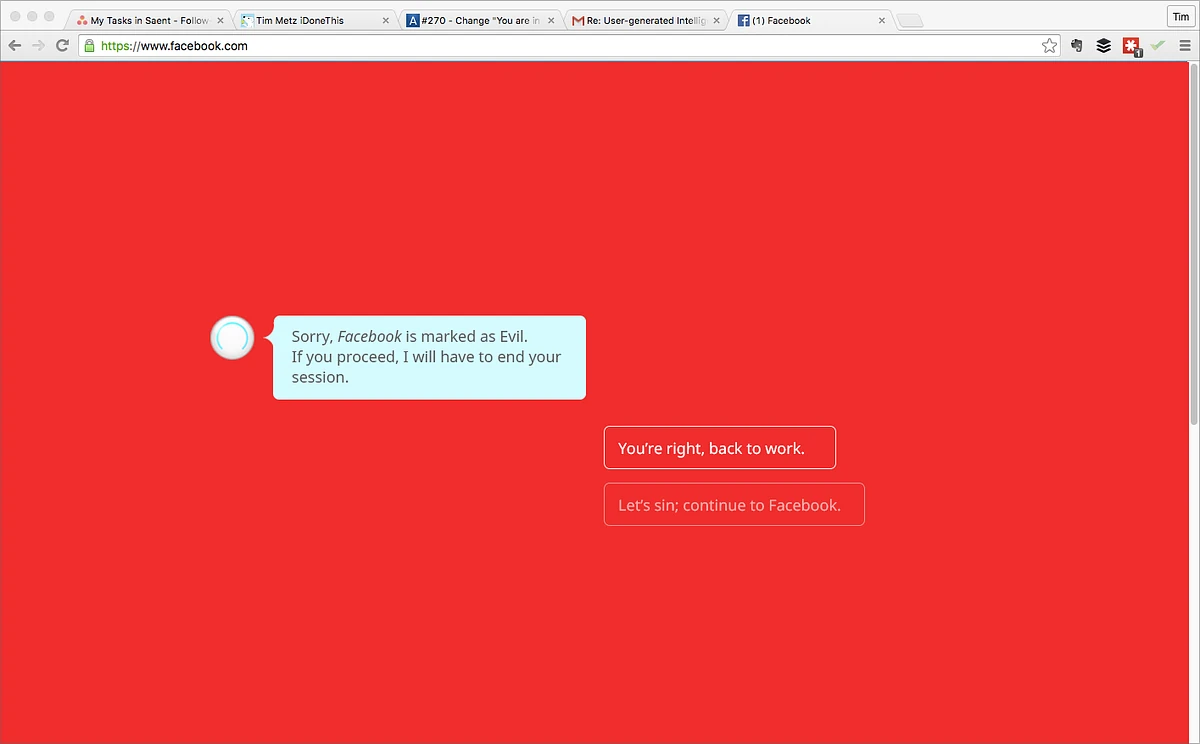 My Tasks in Saent - Follow
Tim Metz iDoneThis
#270 - Change "You are in
Re: User-generated Intellig
(1) Facebook
Tim
https://www.facebook.com
1
Sorry, Facebook is marked as Evil.
If you proceed, I will have to end your
session.
You’re right, back to work.
Let’s sin; continue to Facebook.